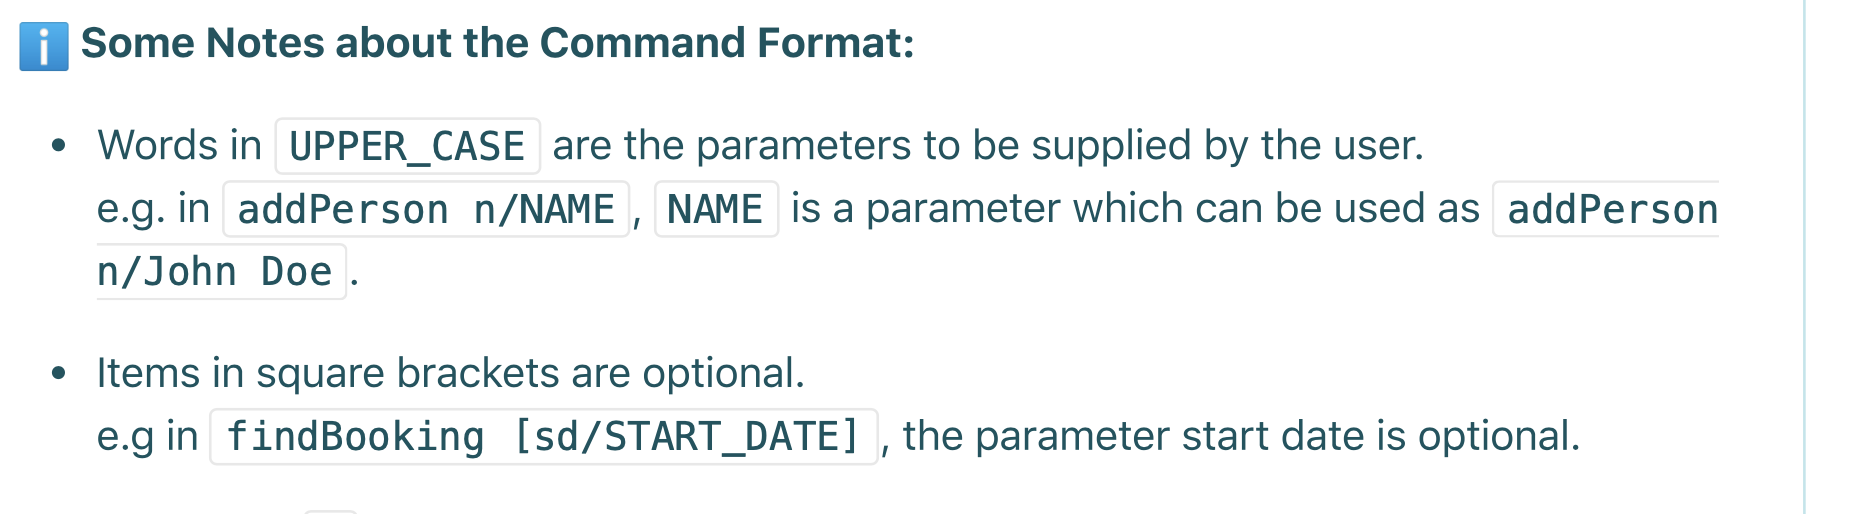 ℹ️ Some Notes about the Command Format:
• Words in UPPER_CASE are the parameters to be supplied by the user.
e.g. in addPerson n/NAME, NAME is a parameter which can be used as addPerson
n/John Doe.
• Items in square brackets are optional.
e.g in findBooking [sd/START_DATE], the parameter start date is optional.